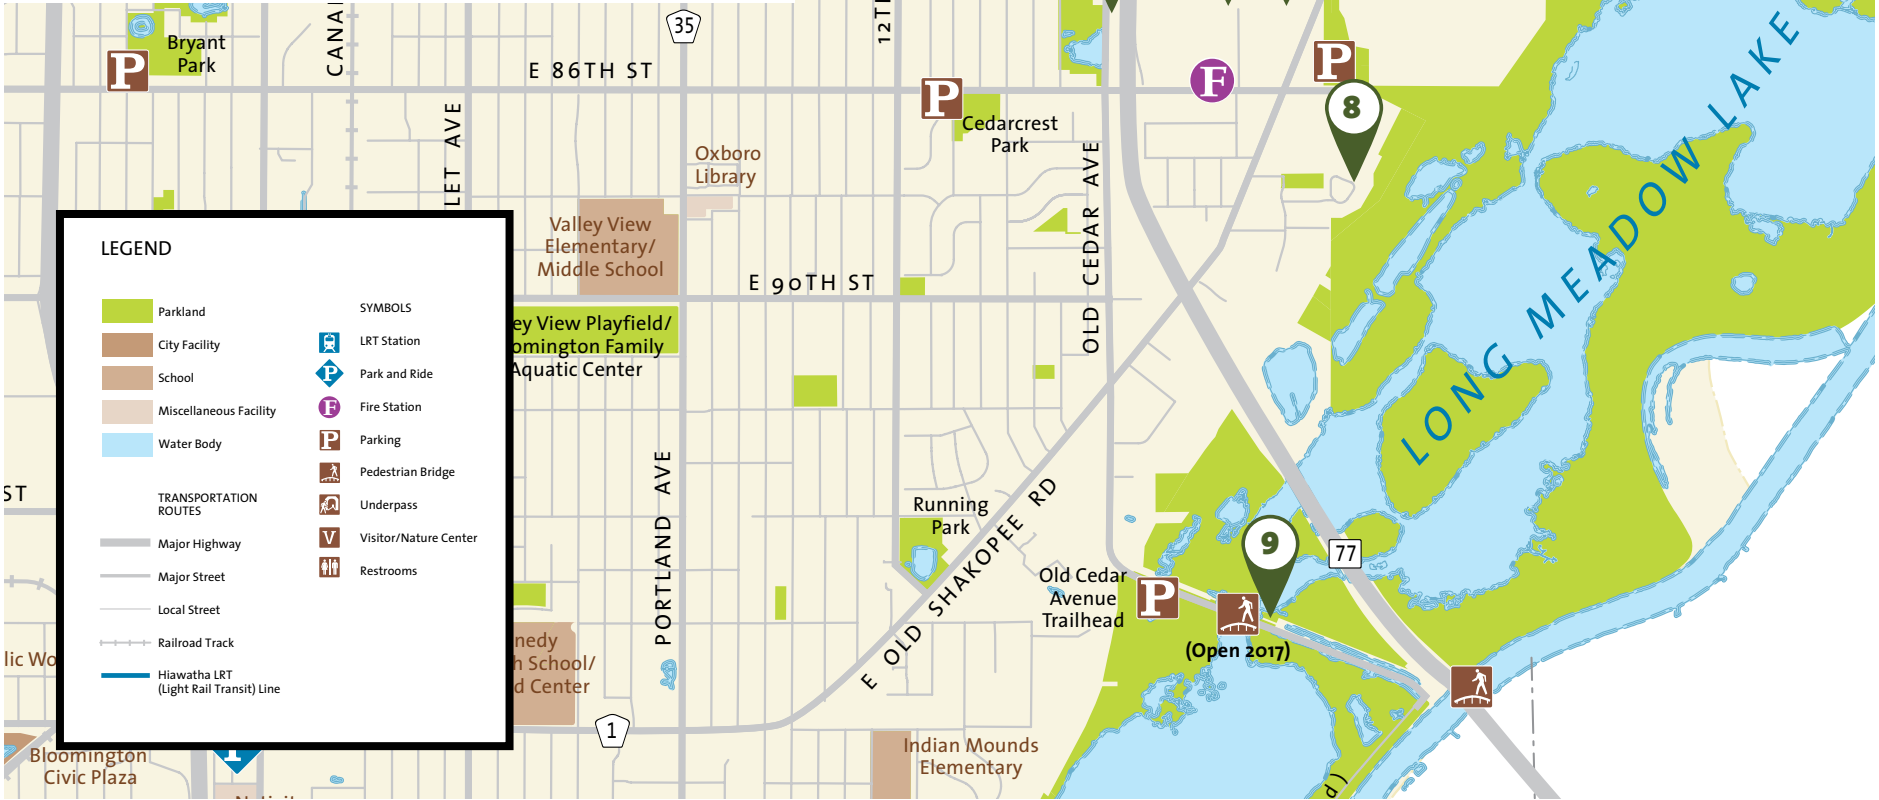 Bryant
Park
P
CANA
35
12T
E 86TH ST
LET AVE
P
Cedarcrest
Park
F
P
8
LONG MEADOW LAKE
Oxboro
Library
Valley View
Elementary/
Middle School
OLD CEDAR AVE
E 90TH ST
ey View Playfield/
omington Family
Aquatic Center
LEGEND
Parkland
City Facility
School
Miscellaneous Facility
Water Body
TRANSPORTATION
ROUTES
Major Highway
Major Street
Local Street
Railroad Track
Hiawatha LRT
(Light Rail Transit) Line
SYMBOLS
LRT Station
P
Park and Ride
F
Fire Station
P
Parking
Pedestrian Bridge
Underpass
V
Visitor/Nature Center
Restrooms
ST
PORTLAND AVE
Running
Park
E OLD SHAKOPEE RD
Old Cedar
Avenue
Trailhead
P
9
77
(Open 2017)
nedy
h School/
d Center
lic Wo
1
Bloomington
Civic Plaza
Indian Mounds
Elementary
d )